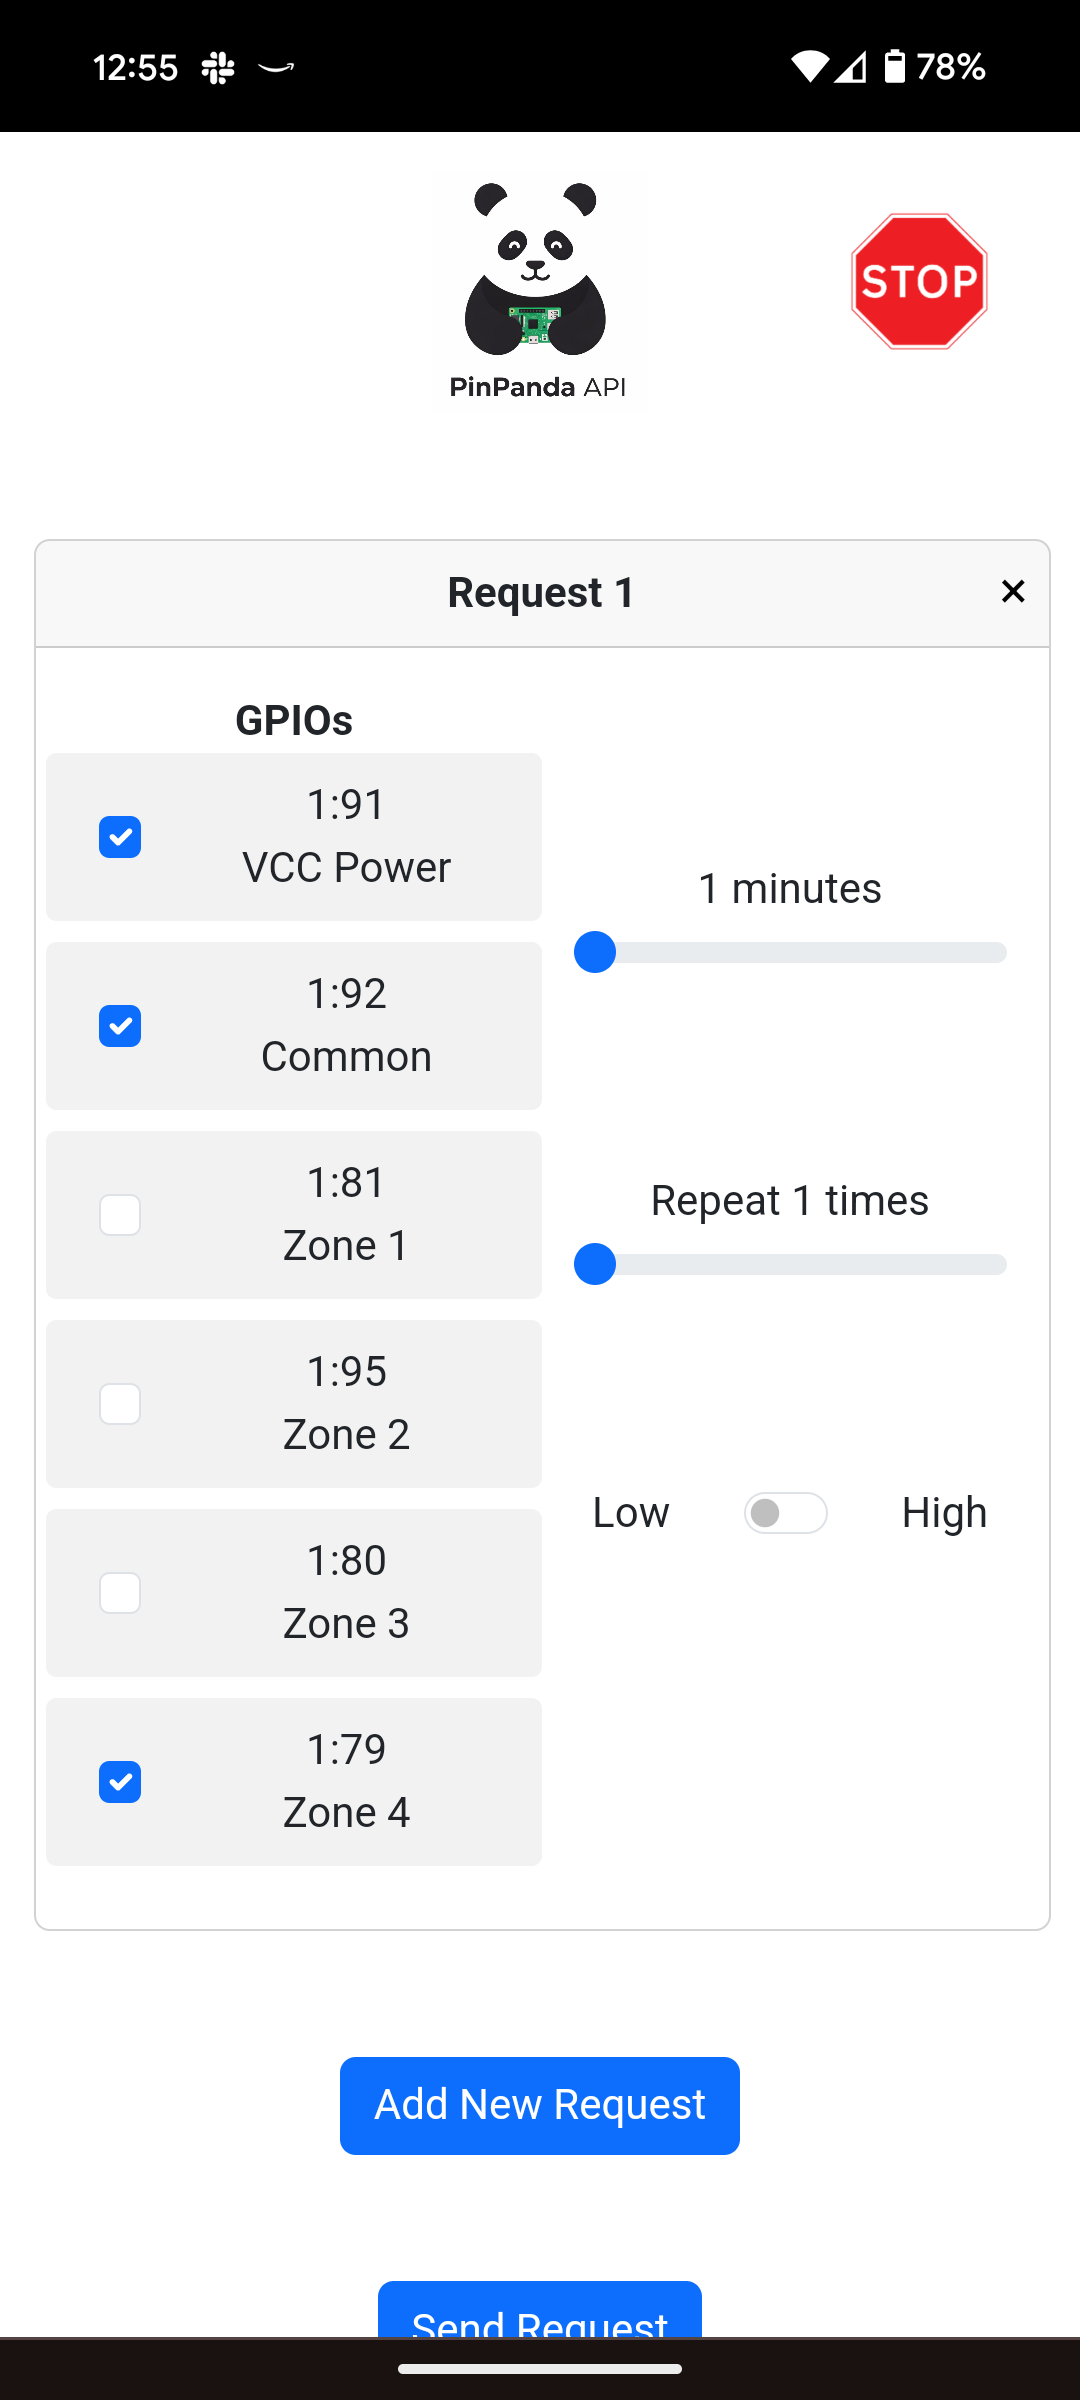 12:55
78%
STOP
PinPanda API
Request 1
GPIOs
1:91
VCC Power
1 minutes
1:92
Common
1:81
Zone 1
Repeat 1 times
1:95
Zone 2
Low
High
1:80
Zone 3
1:79
Zone 4
Add New Request
Send Request